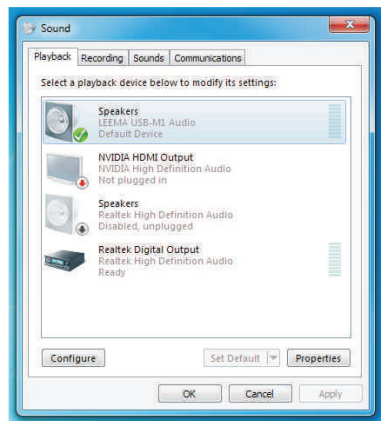 Sound
Playback Recording Sounds Communications
Select a playback device below to modify its settings:
Speakers
LEEMA USB-M1 Audio
Default Device
NVIDIA HDMI Output
NVIDIA High Definition Audio
Not plugged in
Speakers
Realtek High Definition Audio
Disabled, unplugged
Realtek Digital Output
Realtek High Definition Audio
Ready
Configure Set Default Properties
OK Cancel Apply